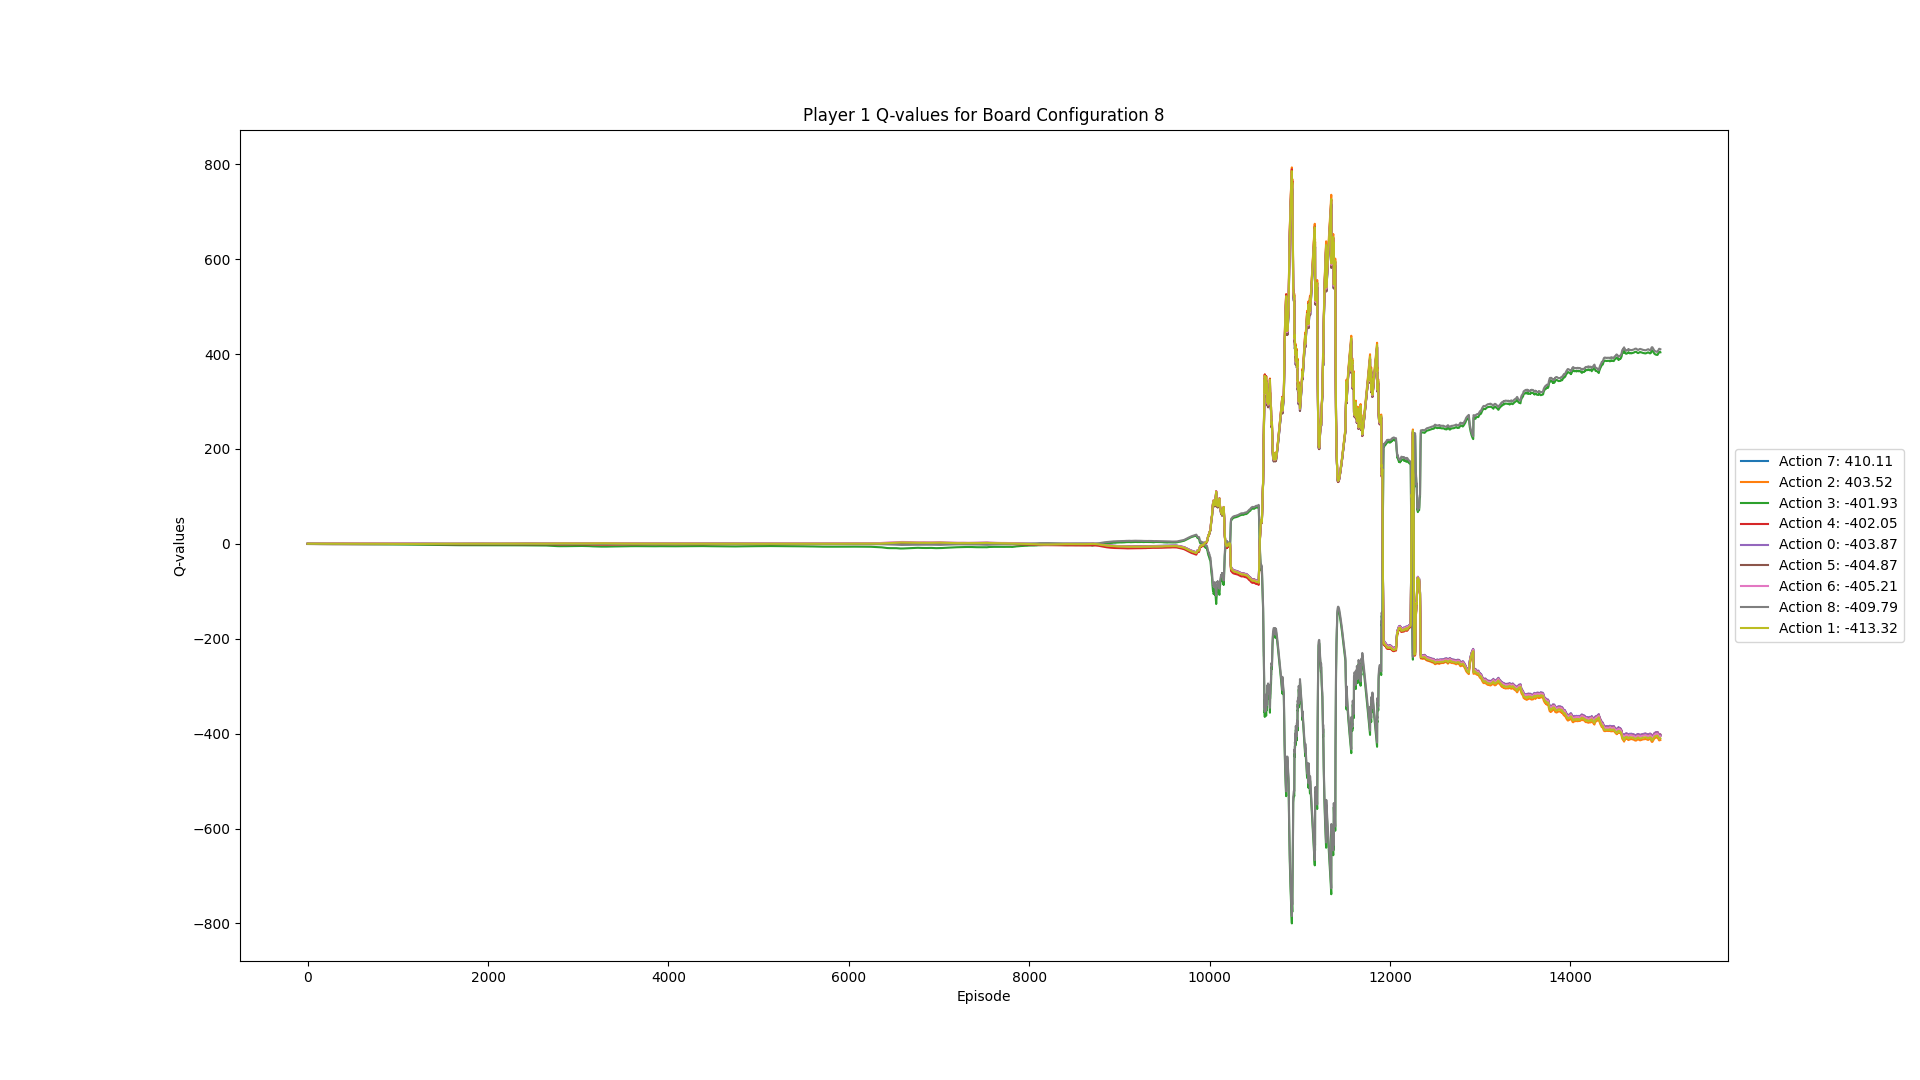 Player 1 Q-values for Board Configuration 8
800
600
400
200
0
−200
−400
−600
−800
Q-values
0
2000
4000
6000
8000
10000
12000
14000
Episode
Action 7: 410.11
Action 2: 403.52
Action 3: -401.93
Action 4: -402.05
Action 0: -403.87
Action 5: -404.87
Action 6: -405.21
Action 8: -409.79
Action 1: -413.32